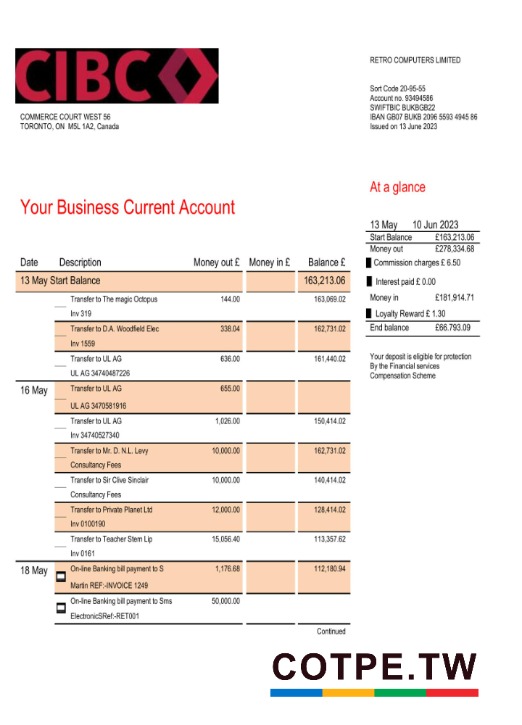 CIBC
COMMERCE COURT WEST 56
TORONTO, ON M5L 1A2, Canada
RETRO COMPUTERS LIMITED
Sort Code 20-95-55
Account no. 93494586
SWIFTBIC BUKBGB22
IBAN GB07 BUKB 2096 5593 4945 86
Issued on 13 June 2023
At a glance
13 May 10 Jun 2023
Start Balance £163,213.06
Money out £278,334.68
Commission charges £ 6.50
Interest paid £ 0.00
Money in £181,914.71
Loyalty Reward £ 1.30
End balance £66.793.09
Your deposit is eligible for protection
By the Financial services
Compensation Scheme
Your Business Current Account
Date Description Money out £ Money in £ Balance £
13 May Start Balance 163,213.06
Transfer to The magic Octopus 144.00 163,069.02
Inv 319
Transfer to D.A. Woodfield Elec 338.04 162,731.02
Inv 1559
Transfer to UL AG 636.00 161,440.02
UL AG 34740487226
16 May Transfer to UL AG 655.00
UL AG 3470581916
Transfer to UL AG 1,026.00 150,414.02
Inv 34740527340
Transfer to Mr. D. N.L. Levy 10,000.00 162,731.02
Consultancy Fees
Transfer to Sir Clive Sinclair 10,000.00 140,414.02
Consultancy Fees
Transfer to Private Planet Ltd 12,000.00 128,414.02
Inv 0100190
Transfer to Teacher Stem Lip 15,056.40 113,357.62
Inv 0161
18 May On-line Banking bill payment to S 1,176.68 112,180.94
Martin REF:-INVOICE 1249
On-line Banking bill payment to Sms 50,000.00
ElectronicSRef:-RET001
Continued
COTPE.TW